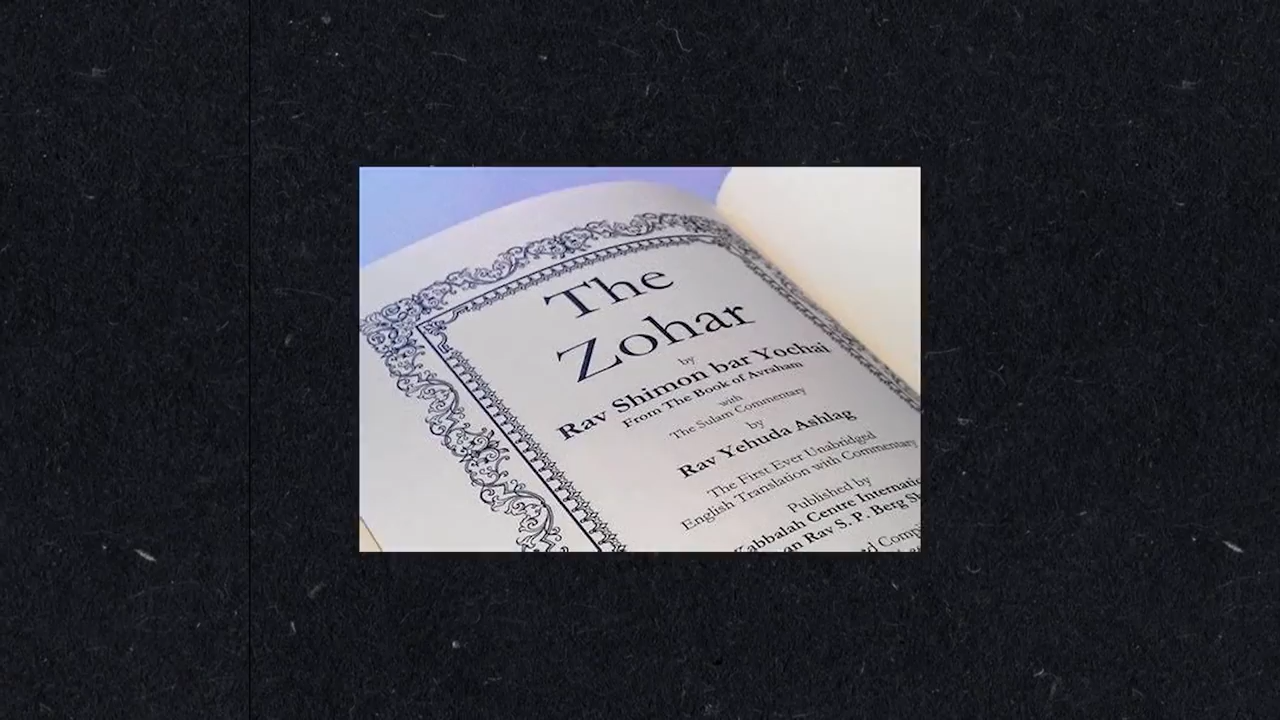 The
Zohar
by
Rav Shimon bar Yochai
From The Book of Avraham
with
The Sulam Commentary
by
Rav Yehuda Ashlag
The First Ever Unabridged
English Translation with Commentary
Published by
Kabbalah Centre
Rav S. P. Berg